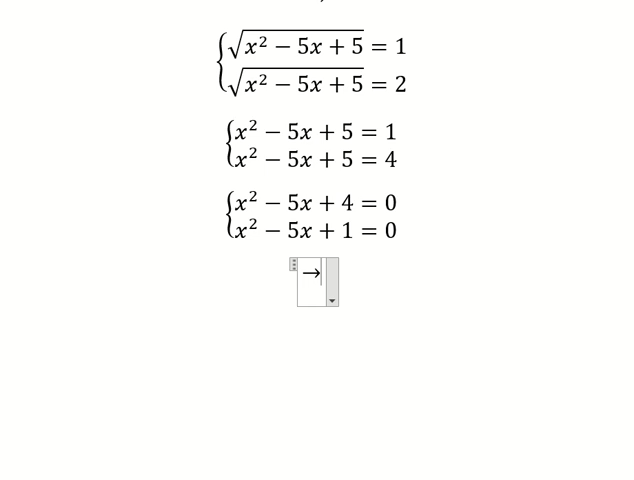 √(x² − 5x + 5) = 1
√(x² − 5x + 5) = 2
x² − 5x + 5 = 1
x² − 5x + 5 = 4
x² − 5x + 4 = 0
x² − 5x + 1 = 0
→